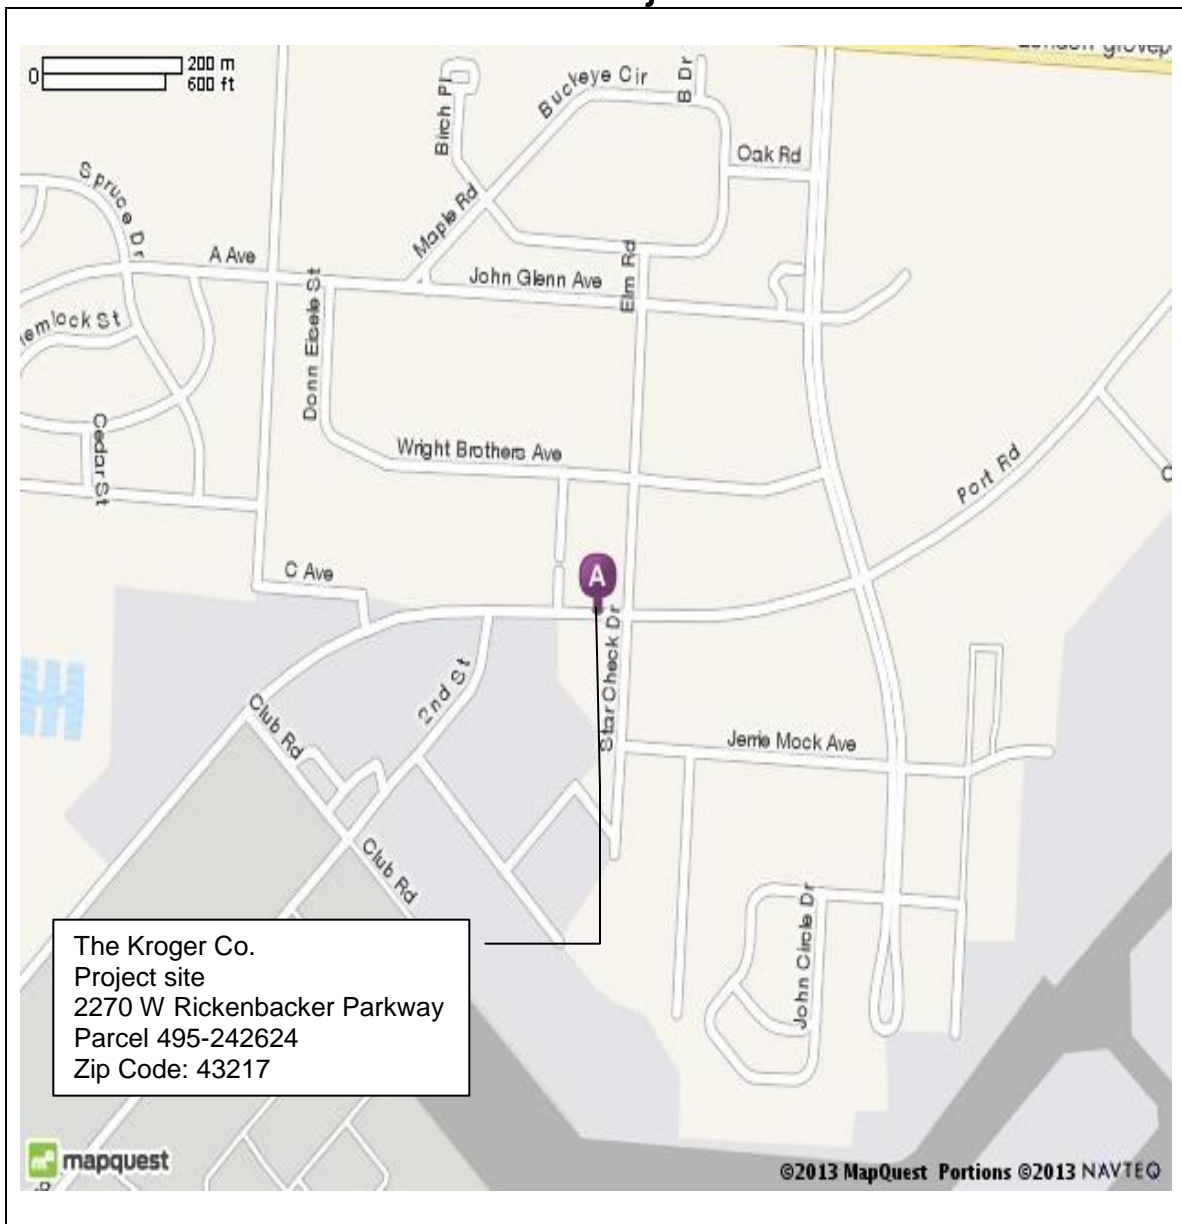 200 m
0
600 ft
Birch Pl
Buckeye Cir
B Dr
Oak Rd
Spruce Dr
Maple Rd
A Ave
John Glenn Ave
Elm Rd
Donn Eisele St
Cedar St
Wright Brothers Ave
Port Rd
C Ave
A
Star Check Dr
2nd St
Club Rd
Jerrie Mock Ave
Club Rd
John Circle Dr
The Kroger Co.
Project site
2270 W Rickenbacker Parkway
Parcel 495-242624
Zip Code: 43217
mapquest
©2013 MapQuest Portions ©2013 NAVTEQ